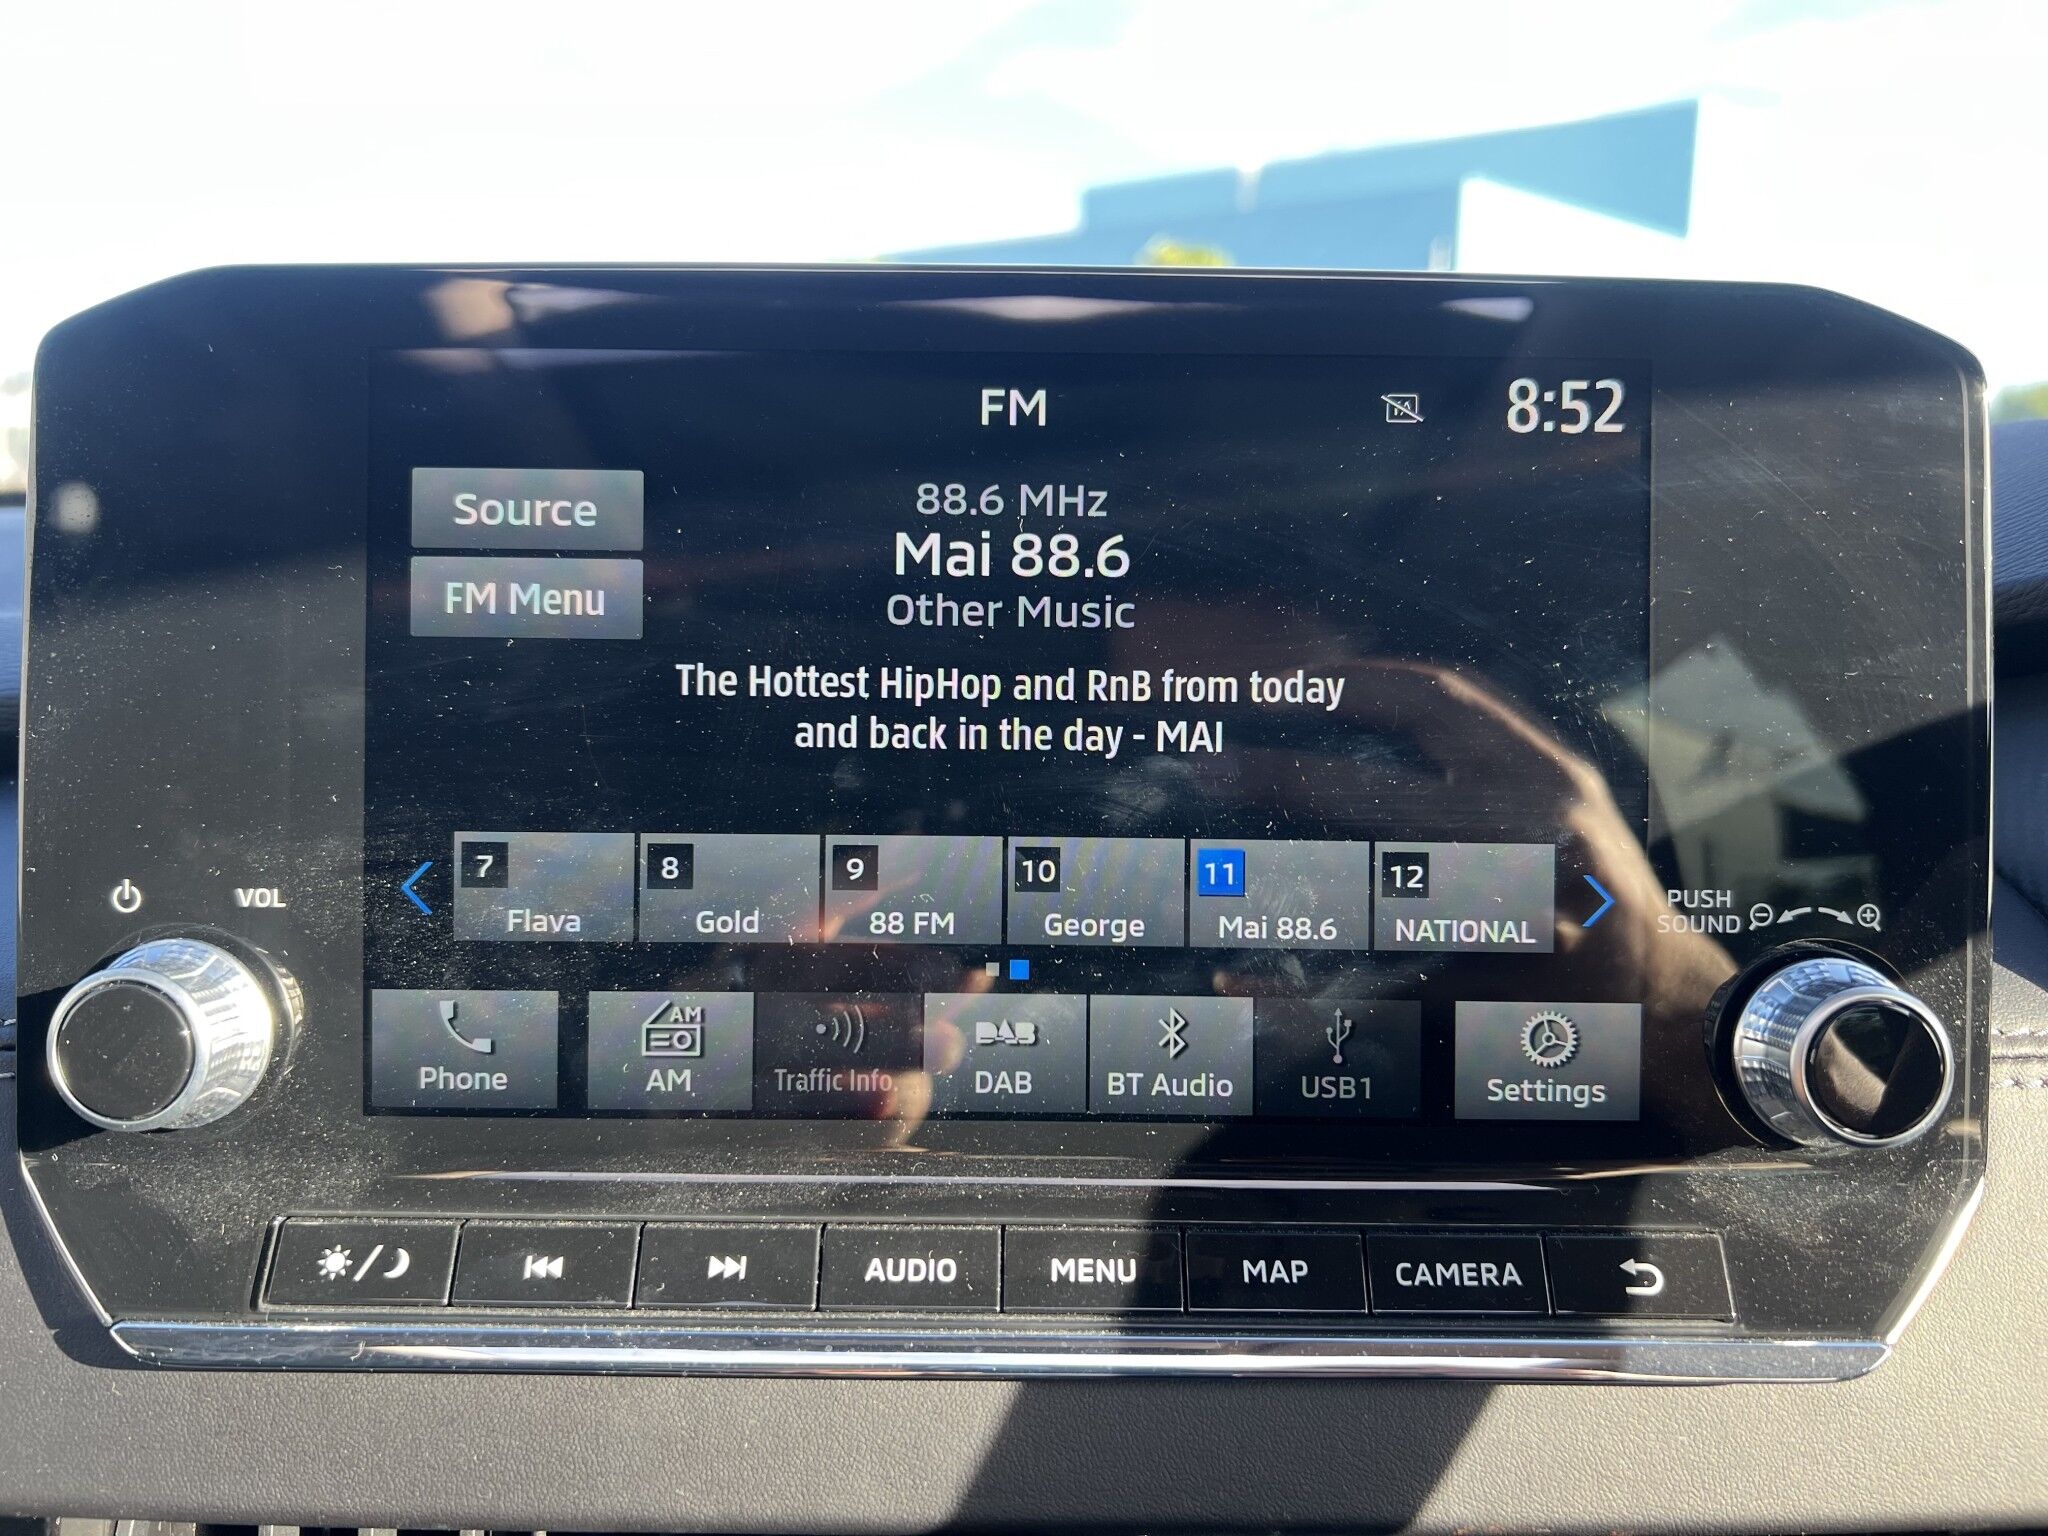 FM
8:52
Source
88.6 MHz
Mai 88.6
FM Menu
Other Music
The Hottest HipHop and RnB from today
and back in the day - MAI
7
Flava
8
Gold
9
88 FM
10
George
11
Mai 88.6
12
NATIONAL
VOL
PUSH
SOUND
Phone
AM
AM
Traffic Info.
DAB
DAB
BT Audio
USB1
Settings
AUDIO
MENU
MAP
CAMERA